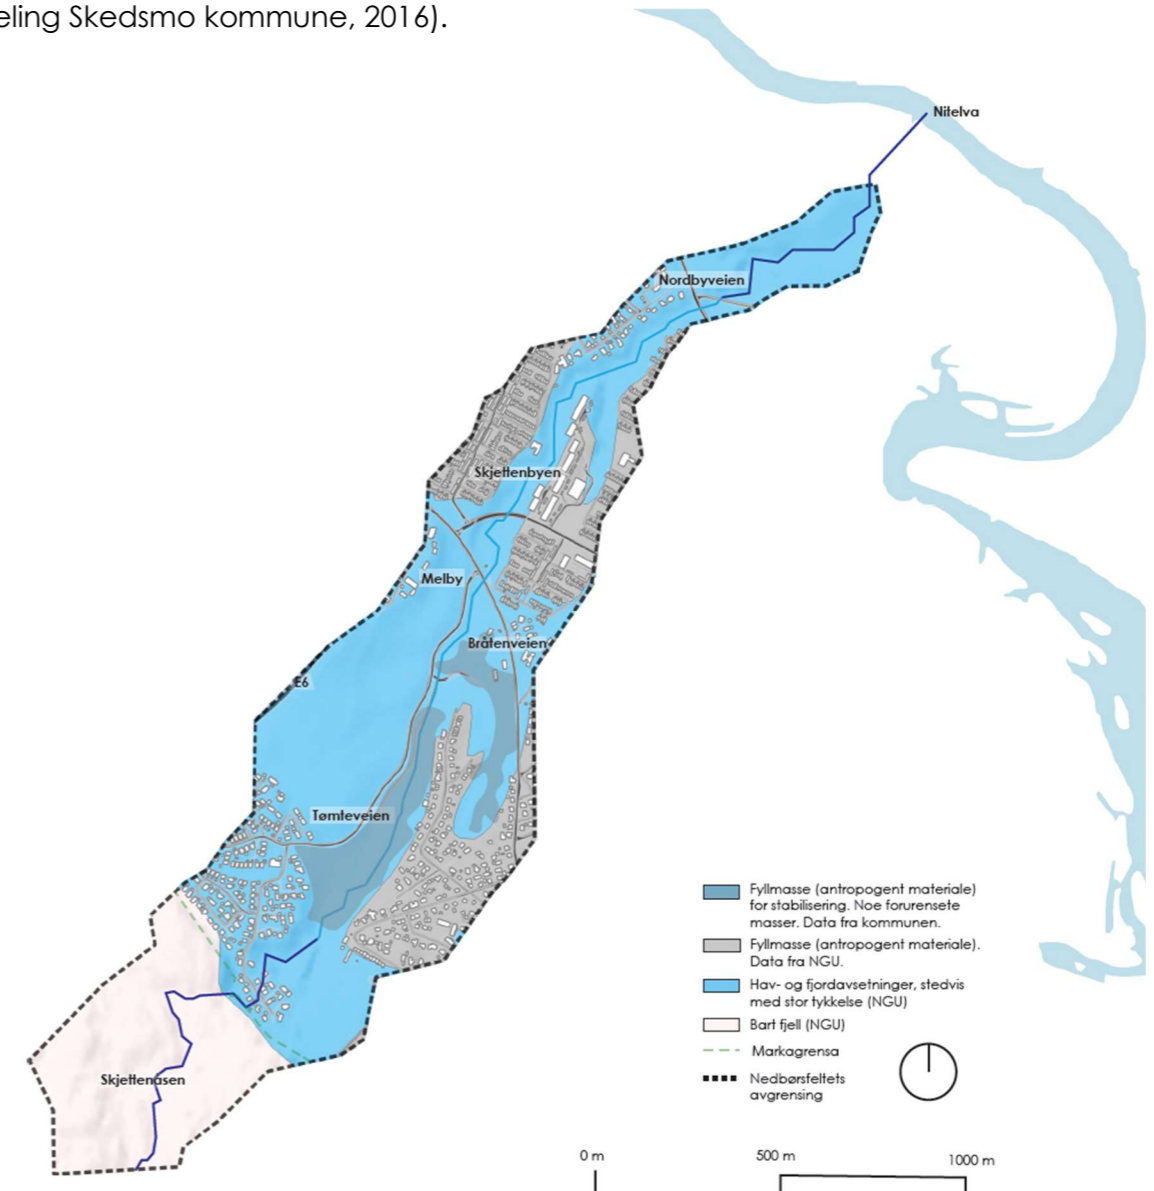 eling Skedsmo kommune, 2016).
Nitelva
Nordbyveien
Skjettenbyen
Melby
Bråtenveien
E6
Tømteveien
Skjettenåsen
Fyllmasse (antropogent materiale)
for stabilisering. Noe forurensete
masser. Data fra kommunen.
Fyllmasse (antropogent materiale).
Data fra NGU.
Hav- og fjordavsetninger, stedvis
med stor tykkelse (NGU)
Bart fjell (NGU)
Markagrensa
Nedbørsfeltets
avgrensing
0 m 500 m 1000 m